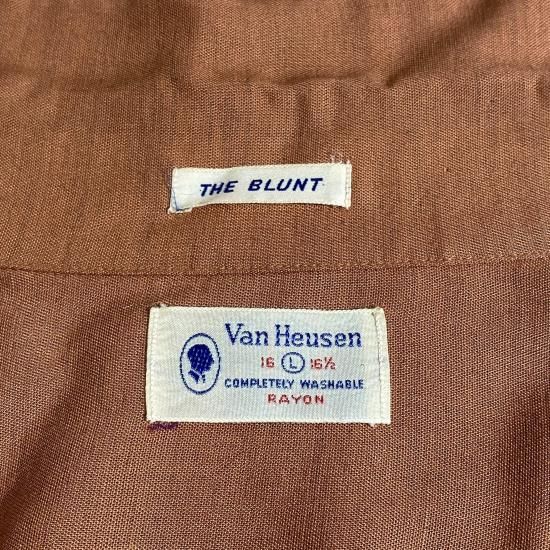 THE BLUNT
Van Heusen
16 L 16½
COMPLETELY WASHABLE
RAYON